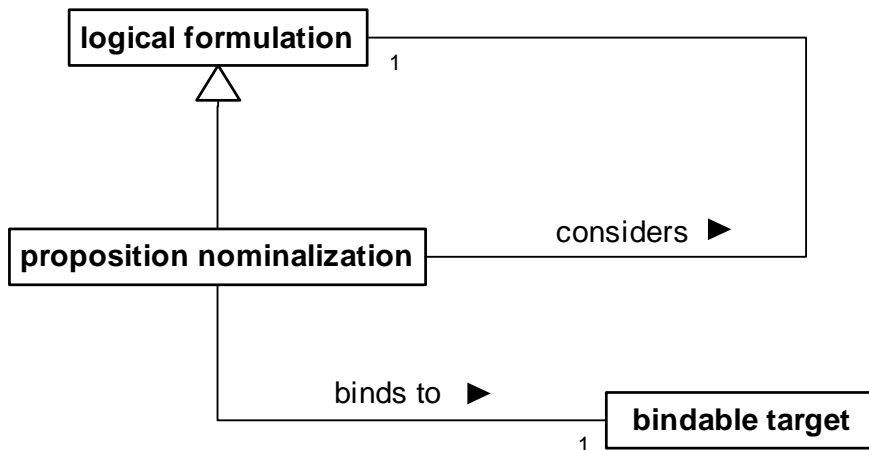 logical formulation
1
proposition nominalization
considers
binds to
bindable target
1